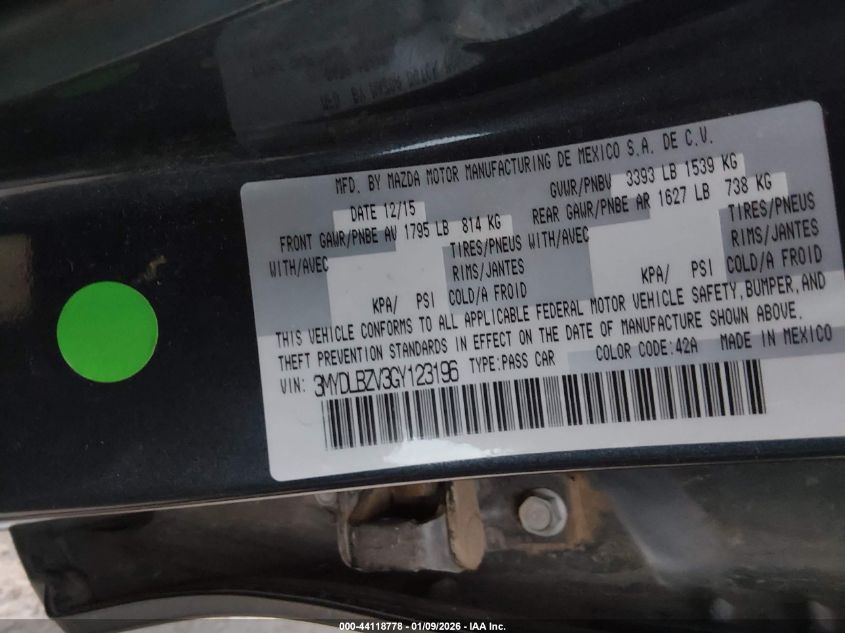 MFD. BY MAZDA MOTOR MANUFACTURING DE MEXICO S.A. DE C.V.
DATE 12/15 GVWR/PNBV 3393 LB 1539 KG
FRONT GAWR/PNBE AV 1795 LB 814 KG REAR GAWR/PNBE AR 1627 LB 738 KG
WITH/AVEC TIRES/PNEUS WITH/AVEC TIRES/PNEUS
RIMS/JANTES RIMS/JANTES
KPA/ PSI COLD/A FROID KPA/ PSI COLD/A FROID
THIS VEHICLE CONFORMS TO ALL APPLICABLE FEDERAL MOTOR VEHICLE SAFETY, BUMPER, AND
THEFT PREVENTION STANDARDS IN EFFECT ON THE DATE OF MANUFACTURE SHOWN ABOVE.
VIN: 3MYDLBZV3GY123196 TYPE:PASS CAR COLOR CODE:42A MADE IN MEXICO
000-44118778 - 01/09/2026 - IAA Inc.